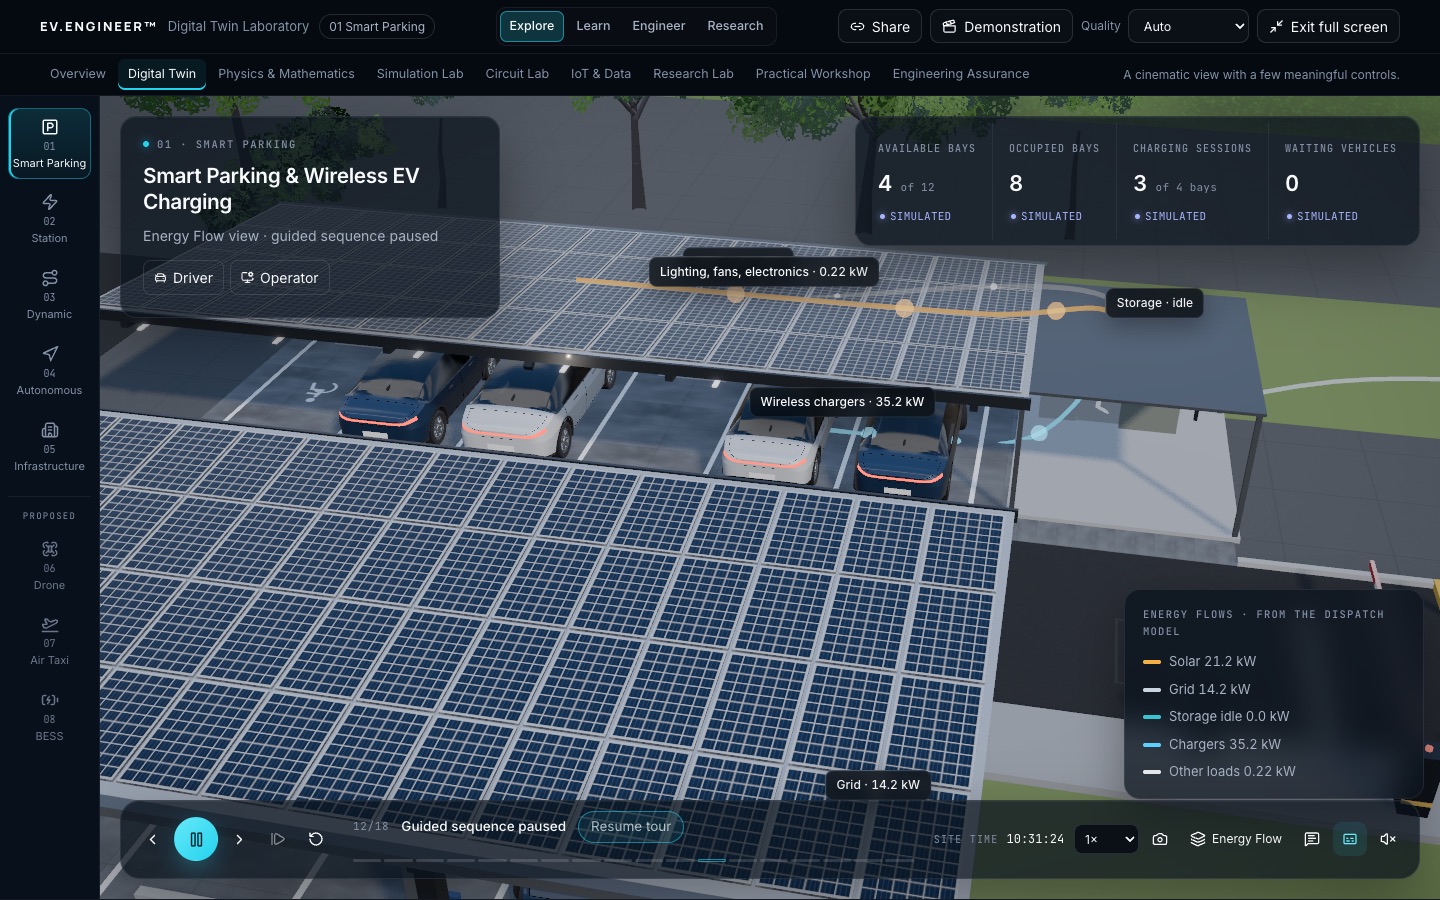 EV.ENGINEER™ Digital Twin Laboratory 01 Smart Parking Explore Learn Engineer Research Share Demonstration Quality Auto Exit full screen
Overview Digital Twin Physics & Mathematics Simulation Lab Circuit Lab IoT & Data Research Lab Practical Workshop Engineering Assurance A cinematic view with a few meaningful controls.
01
Smart Parking
02
Station
03
Dynamic
04
Autonomous
05
Infrastructure
PROPOSED
06
Drone
07
Air Taxi
08
BESS
01 · SMART PARKING
Smart Parking & Wireless EV
Charging
Energy Flow view · guided sequence paused
Driver Operator
AVAILABLE BAYS OCCUPIED BAYS CHARGING SESSIONS WAITING VEHICLES
4 of 12 8 3 of 4 bays 0
SIMULATED SIMULATED SIMULATED SIMULATED
Lighting, fans, electronics · 0.22 kW
Storage · idle
Wireless chargers · 35.2 kW
ENERGY FLOWS · FROM THE DISPATCH
MODEL
Solar 21.2 kW
Grid 14.2 kW
Storage idle 0.0 kW
Chargers 35.2 kW
Other loads 0.22 kW
Grid · 14.2 kW
12/18 Guided sequence paused Resume tour
SITE TIME 10:31:24 1× Energy Flow